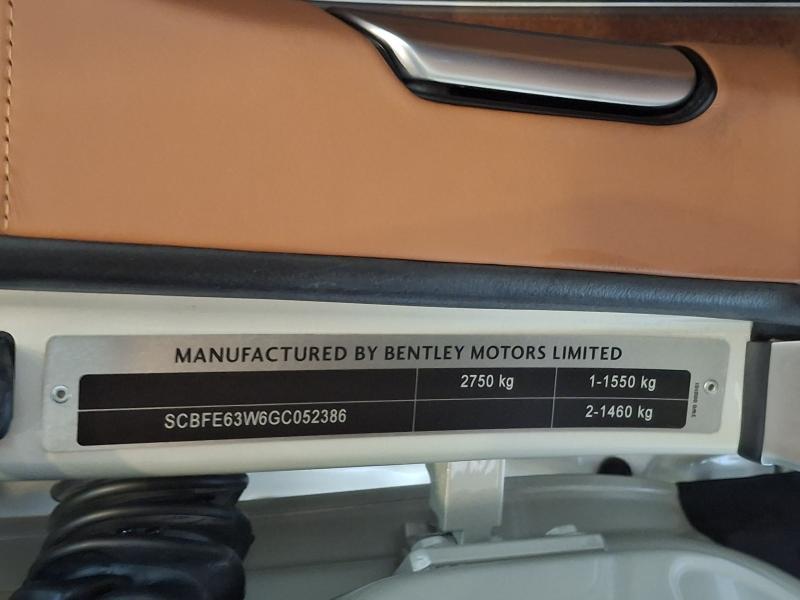 MANUFACTURED BY BENTLEY MOTORS LIMITED
2750 kg 1-1550 kg
SCBFE63W6GC052386 2-1460 kg